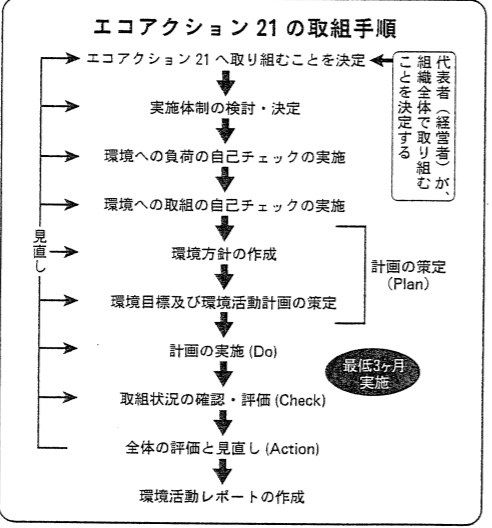 エコアクション21の取組手順
エコアクション21へ取り組むことを決定
代表者（経営者）が、
組織全体で取り組む
ことを決定する
実施体制の検討・決定
環境への負荷の自己チェックの実施
環境への取組の自己チェックの実施
見直し
環境方針の作成
計画の策定
(Plan)
環境目標及び環境活動計画の策定
計画の実施(Do)
最低3ヶ月
実施
取組状況の確認・評価(Check)
全体の評価と見直し(Action)
環境活動レポートの作成